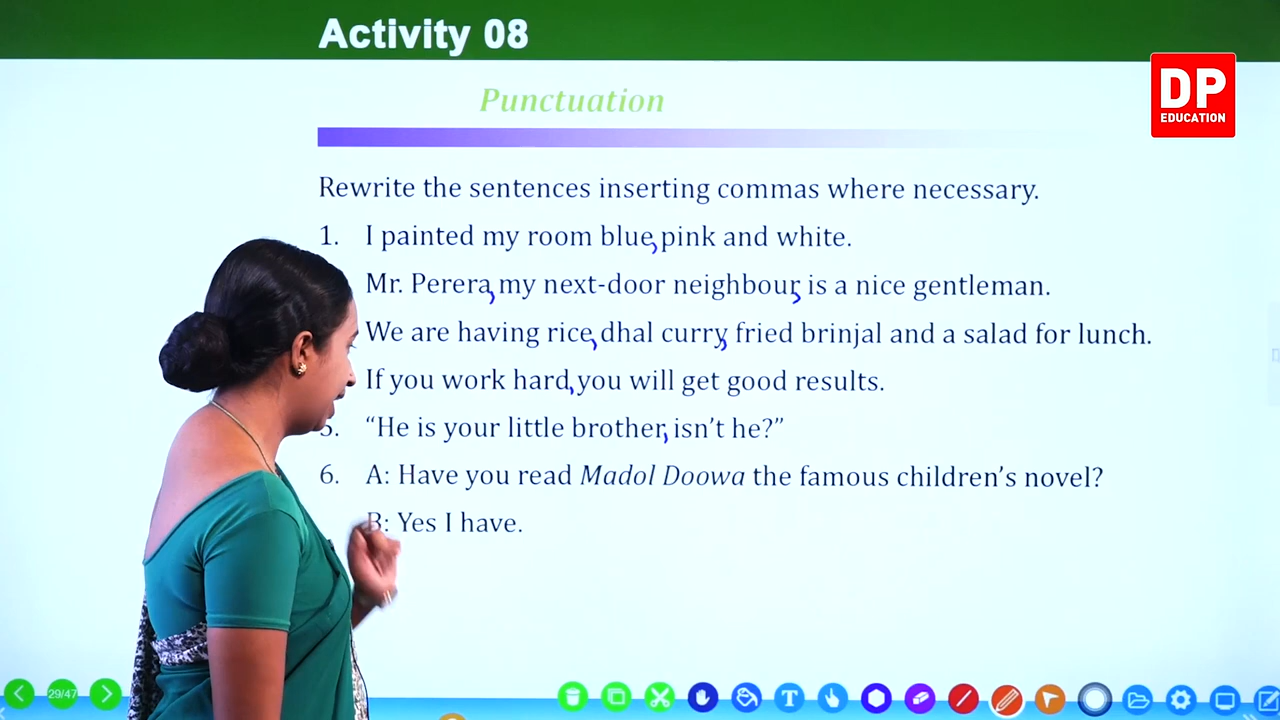 Activity 08
DP
EDUCATION
Punctuation
Rewrite the sentences inserting commas where necessary.
1. I painted my room blue, pink and white.
Mr. Perera, my next-door neighbour, is a nice gentleman.
We are having rice, dhal curry, fried brinjal and a salad for lunch.
If you work hard, you will get good results.
5. “He is your little brother, isn’t he?”
6. A: Have you read Madol Doowa the famous children’s novel?
B: Yes I have.
29/47